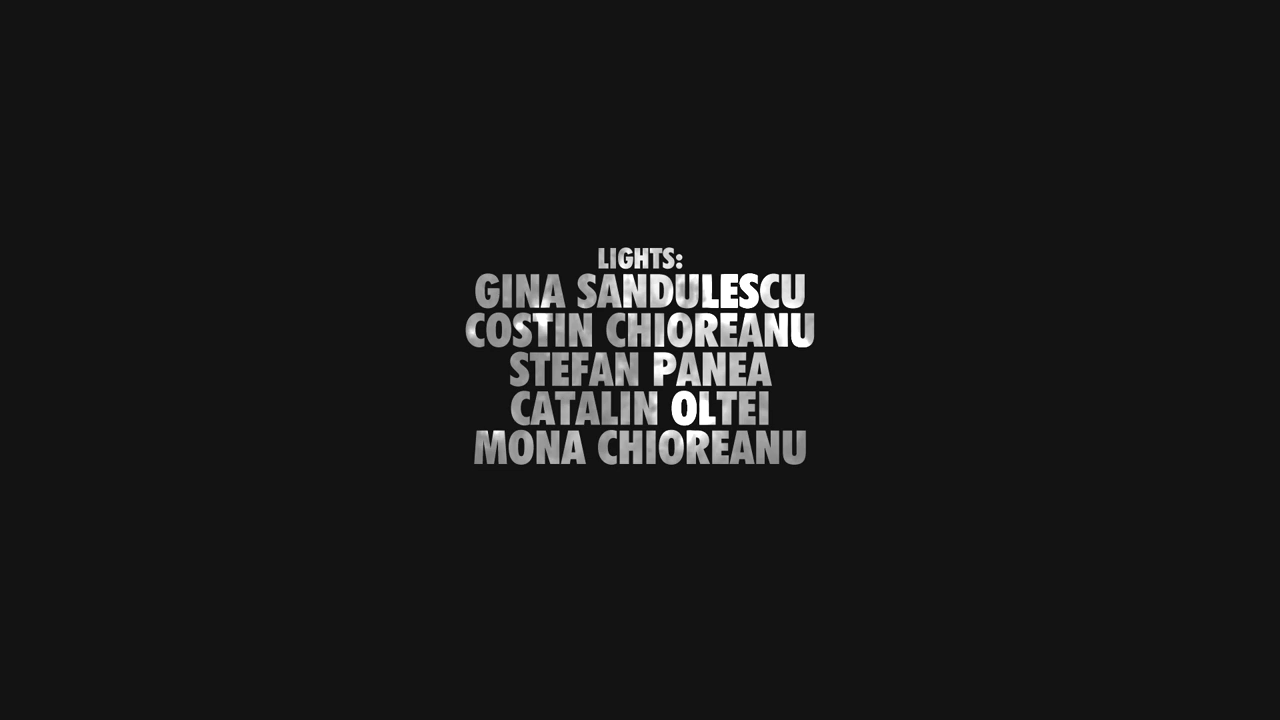 LIGHTS:
GINA SANDULESCU
COSTIN CHIOREANU
STEFAN PANEA
CATALIN OLTEI
MONA CHIOREANU